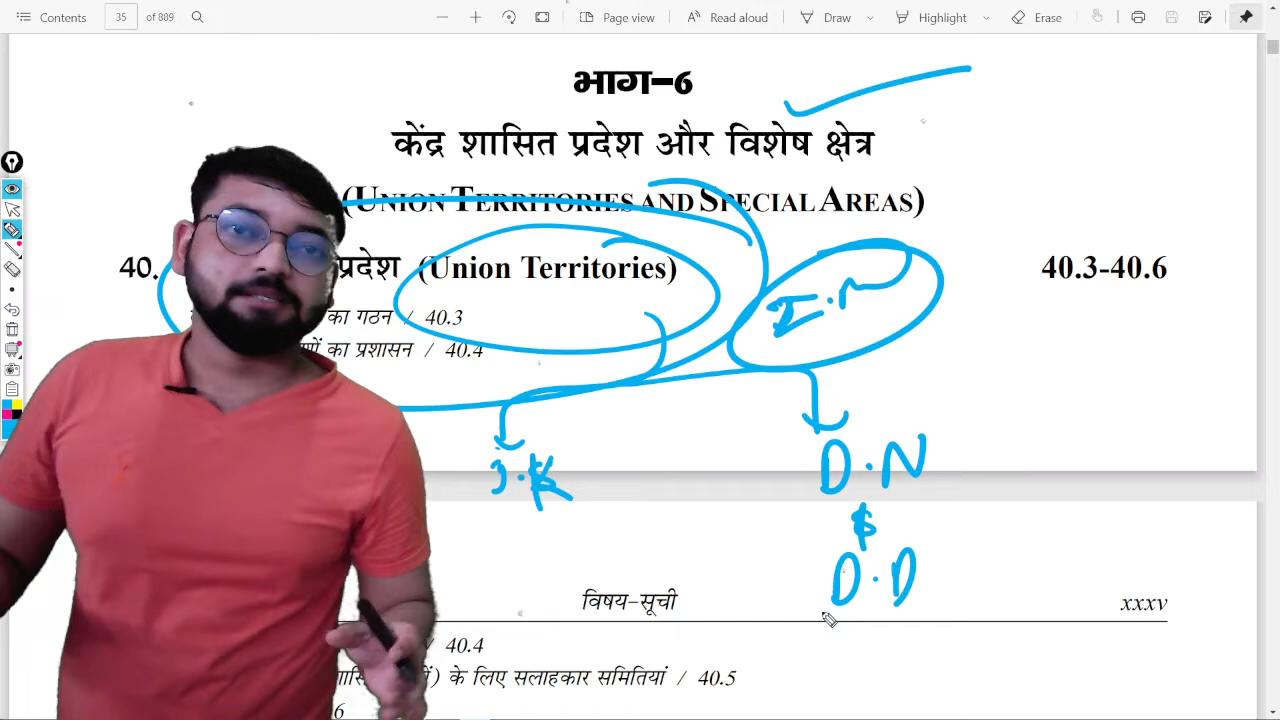 Contents 35 of 889 Page view Read aloud Draw Highlight Erase
भाग-6
केंद्र शासित प्रदेश और विशेष क्षेत्र
(UNION TERRITORIES AND SPECIAL AREAS)
40. प्रदेश (Union Territories) 40.3-40.6
का गठन / 40.3
का प्रशासन / 40.4
J.K
D.N
&
D.D
विषय-सूची xxxv
40.4
के लिए सलाहकार समितियां / 40.5
6